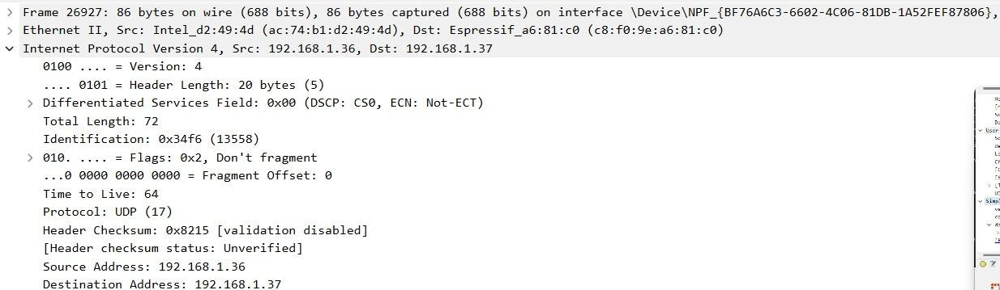 Frame 26927: 86 bytes on wire (688 bits), 86 bytes captured (688 bits) on interface \Device\NPF_{BF76A6C3-6602-4C06-81DB-1A52FEF87806},
Ethernet II, Src: Intel_d2:49:4d (ac:74:b1:d2:49:4d), Dst: Espressif_a6:81:c0 (c8:f0:9e:a6:81:c0)
Internet Protocol Version 4, Src: 192.168.1.36, Dst: 192.168.1.37
0100 .... = Version: 4
.... 0101 = Header Length: 20 bytes (5)
Differentiated Services Field: 0x00 (DSCP: CS0, ECN: Not-ECT)
Total Length: 72
Identification: 0x34f6 (13558)
010. .... = Flags: 0x2, Don't fragment
...0 0000 0000 0000 = Fragment Offset: 0
Time to Live: 64
Protocol: UDP (17)
Header Checksum: 0x8215 [validation disabled]
[Header checksum status: Unverified]
Source Address: 192.168.1.36
Destination Address: 192.168.1.37
User